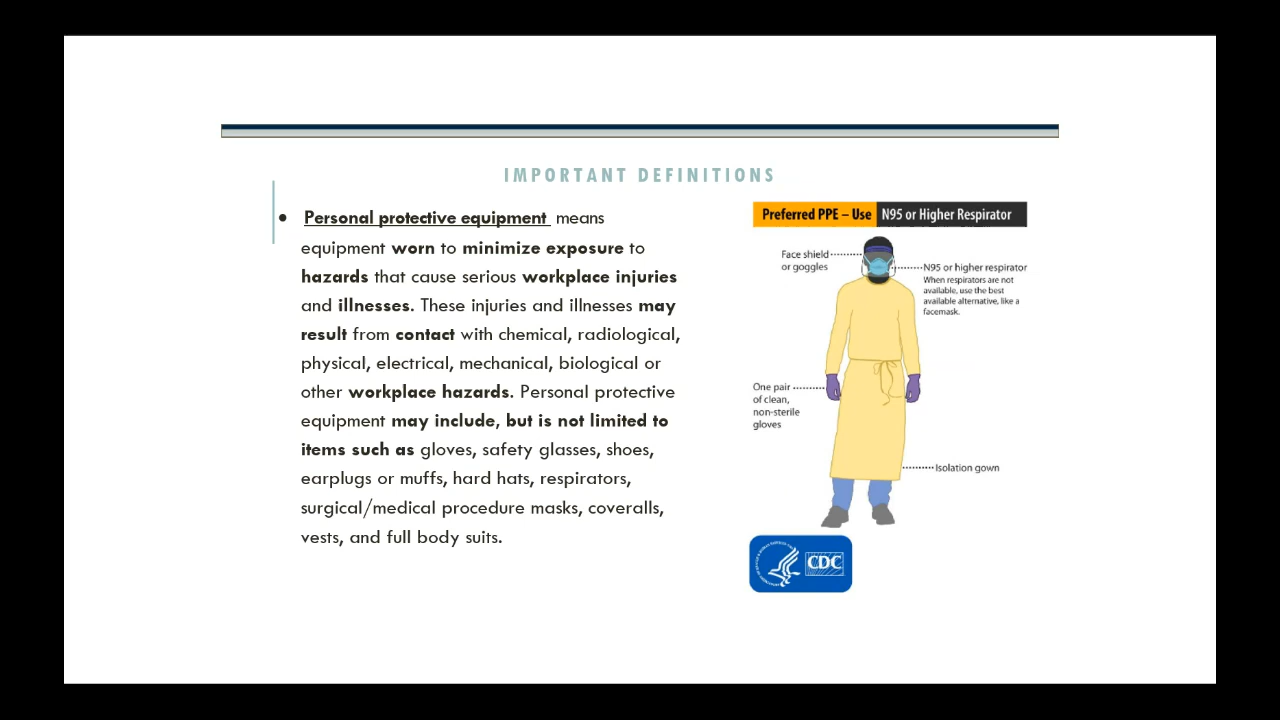 IMPORTANT DEFINITIONS
• Personal protective equipment means
equipment worn to minimize exposure to
hazards that cause serious workplace injuries
and illnesses. These injuries and illnesses may
result from contact with chemical, radiological,
physical, electrical, mechanical, biological or
other workplace hazards. Personal protective
equipment may include, but is not limited to
items such as gloves, safety glasses, shoes,
earplugs or muffs, hard hats, respirators,
surgical/medical procedure masks, coveralls,
vests, and full body suits.
Preferred PPE – Use N95 or Higher Respirator
Face shield
or goggles
N95 or higher respirator
When respirators are not
available, use the best
available alternative, like a
facemask.
One pair
of clean,
non-sterile
gloves
Isolation gown
CDC